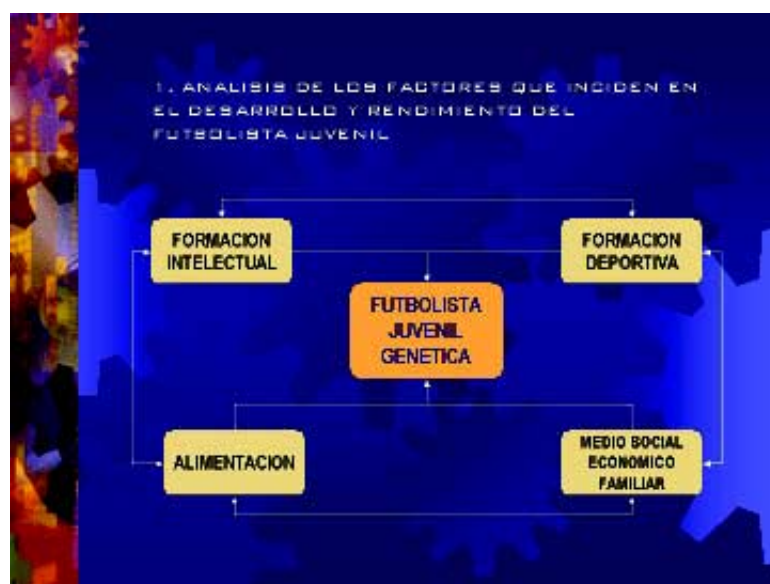 1. ANALISIS DE LOS FACTORES QUE INCIDEN EN
EL DESARROLLO Y RENDIMIENTO DEL
FUTBOLISTA JUVENIL
FORMACION
INTELECTUAL
FORMACION
DEPORTIVA
FUTBOLISTA
JUVENIL
GENETICA
ALIMENTACION
MEDIO SOCIAL
ECONOMICO
FAMILIAR